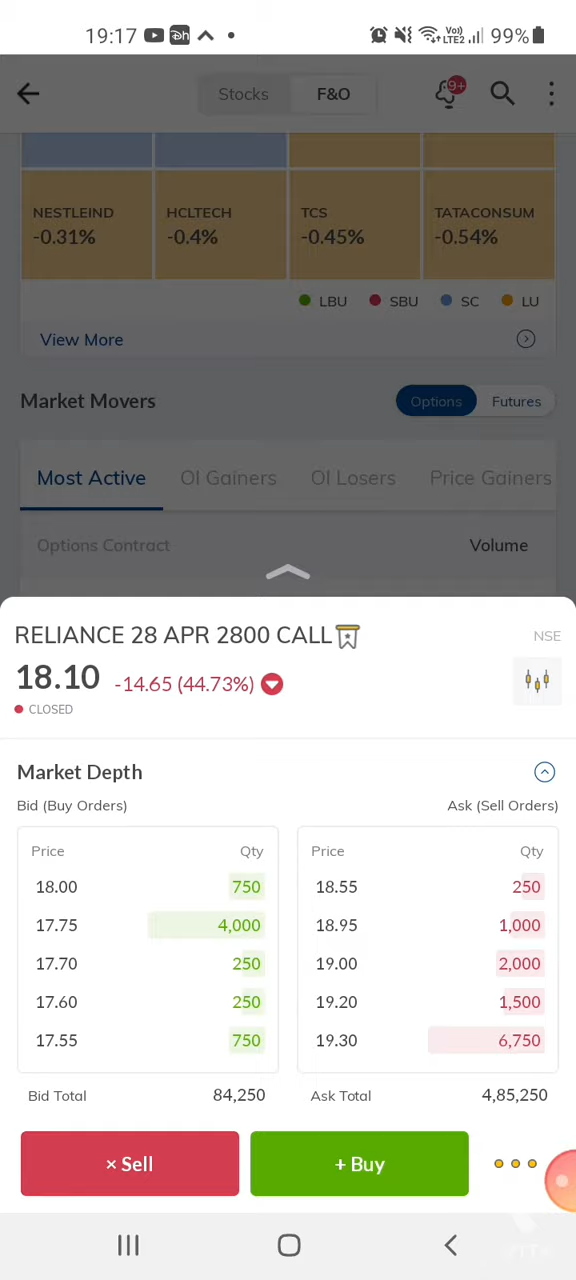 19:17 Vo)) LTE2 99%
Stocks F&O 9+
NESTLEIND HCLTECH TCS TATACONSUM
-0.31% -0.4% -0.45% -0.54%
LBU SBU SC LU
View More
Market Movers Options Futures
Most Active OI Gainers OI Losers Price Gainers
Options Contract Volume
RELIANCE 28 APR 2800 CALL NSE
18.10 -14.65 (44.73%)
CLOSED
Market Depth
Bid (Buy Orders) Ask (Sell Orders)
Price Qty Price Qty
18.00 750 18.55 250
17.75 4,000 18.95 1,000
17.70 250 19.00 2,000
17.60 250 19.20 1,500
17.55 750 19.30 6,750
Bid Total 84,250 Ask Total 4,85,250
× Sell + Buy